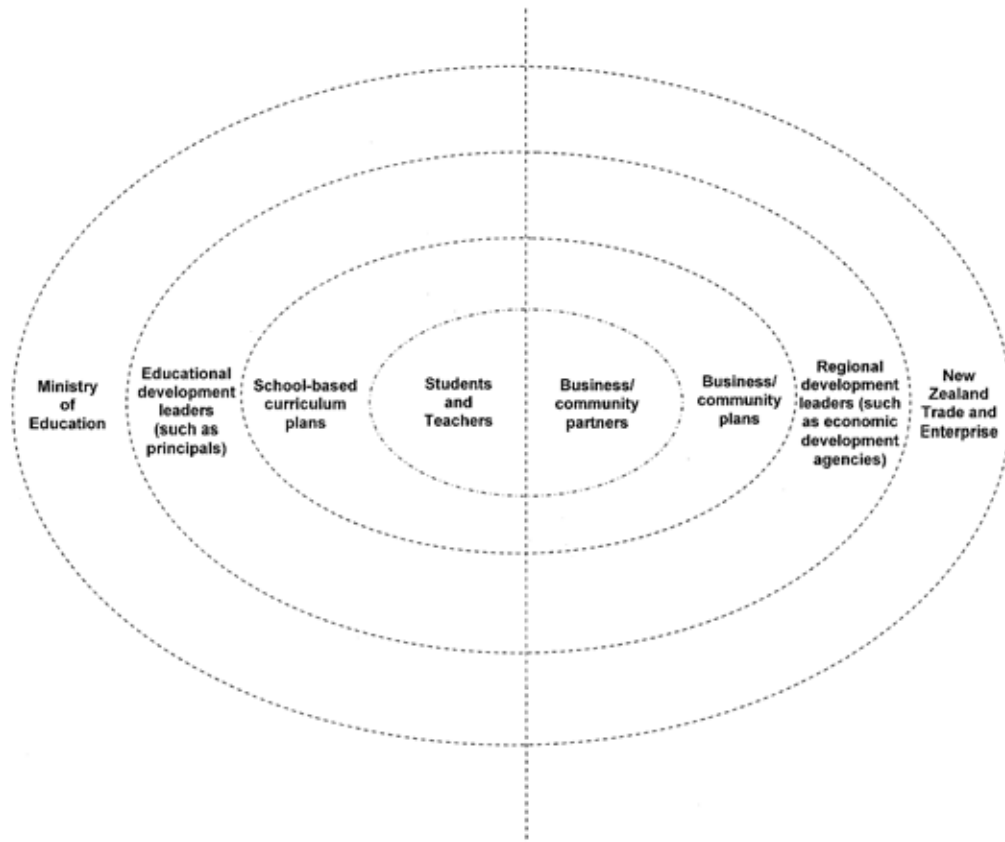 Ministry
of
Education
Educational
development
leaders
(such as
principals)
School-based
curriculum
plans
Students
and
Teachers
Business/
community
partners
Business/
community
plans
Regional
development
leaders (such
as economic
development
agencies)
New
Zealand
Trade and
Enterprise